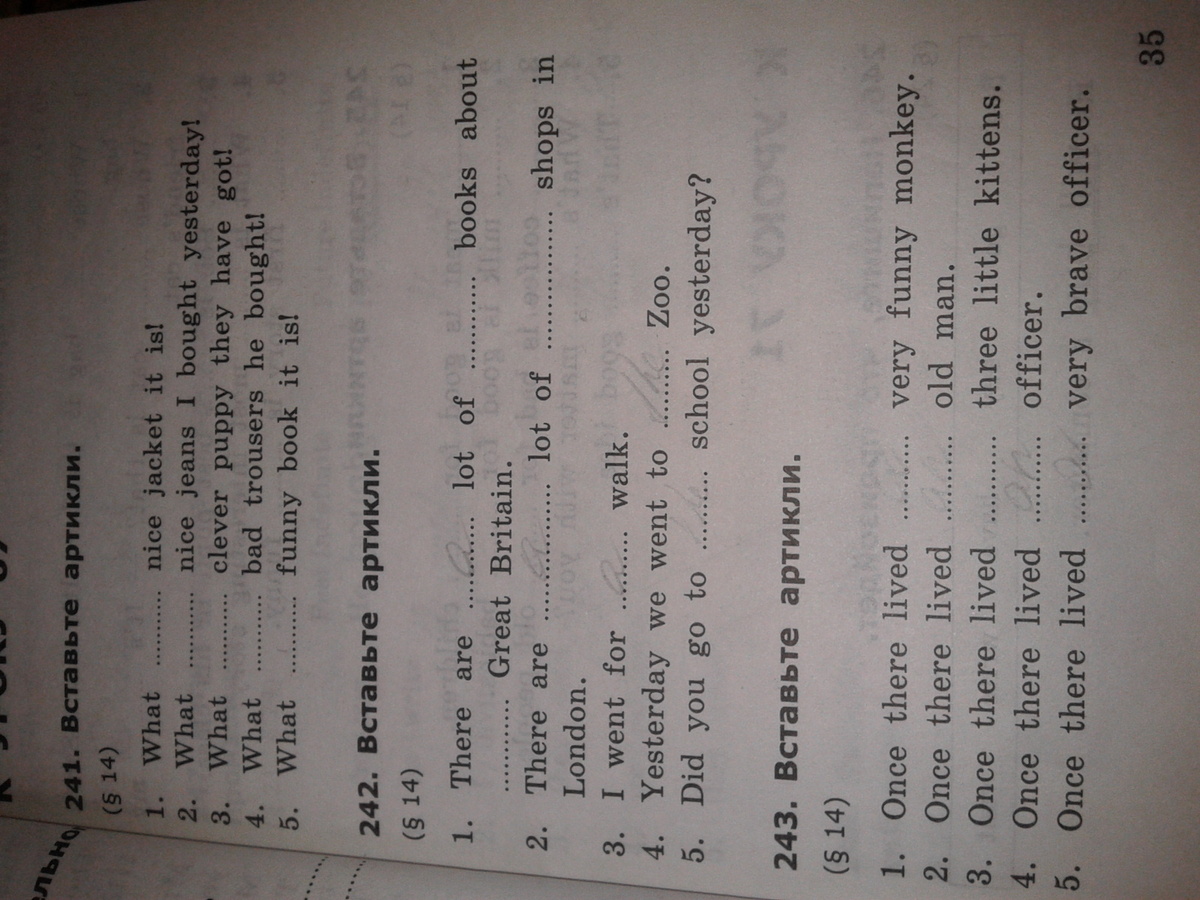 241. Вставьте артикли.
(§ 14)
1. What .......... nice jacket it is!
2. What .......... nice jeans I bought yesterday!
3. What .......... clever puppy they have got!
4. What .......... bad trousers he bought!
5. What .......... funny book it is!
242. Вставьте артикли.
(§ 14)
1. There are ....a.... lot of .......... books about
.......... Great Britain.
2. There are .......a....... lot of ................ shops in
London.
3. I went for ...a..... walk.
4. Yesterday we went to ...the... Zoo.
5. Did you go to .......... school yesterday?
243. Вставьте артикли.
(§ 14)
1. Once there lived .......... very funny monkey.
2. Once there lived ....an.... old man.
3. Once there lived .......... three little kittens.
4. Once there lived ....an.... officer.
5. Once there lived .......... very brave officer.
35